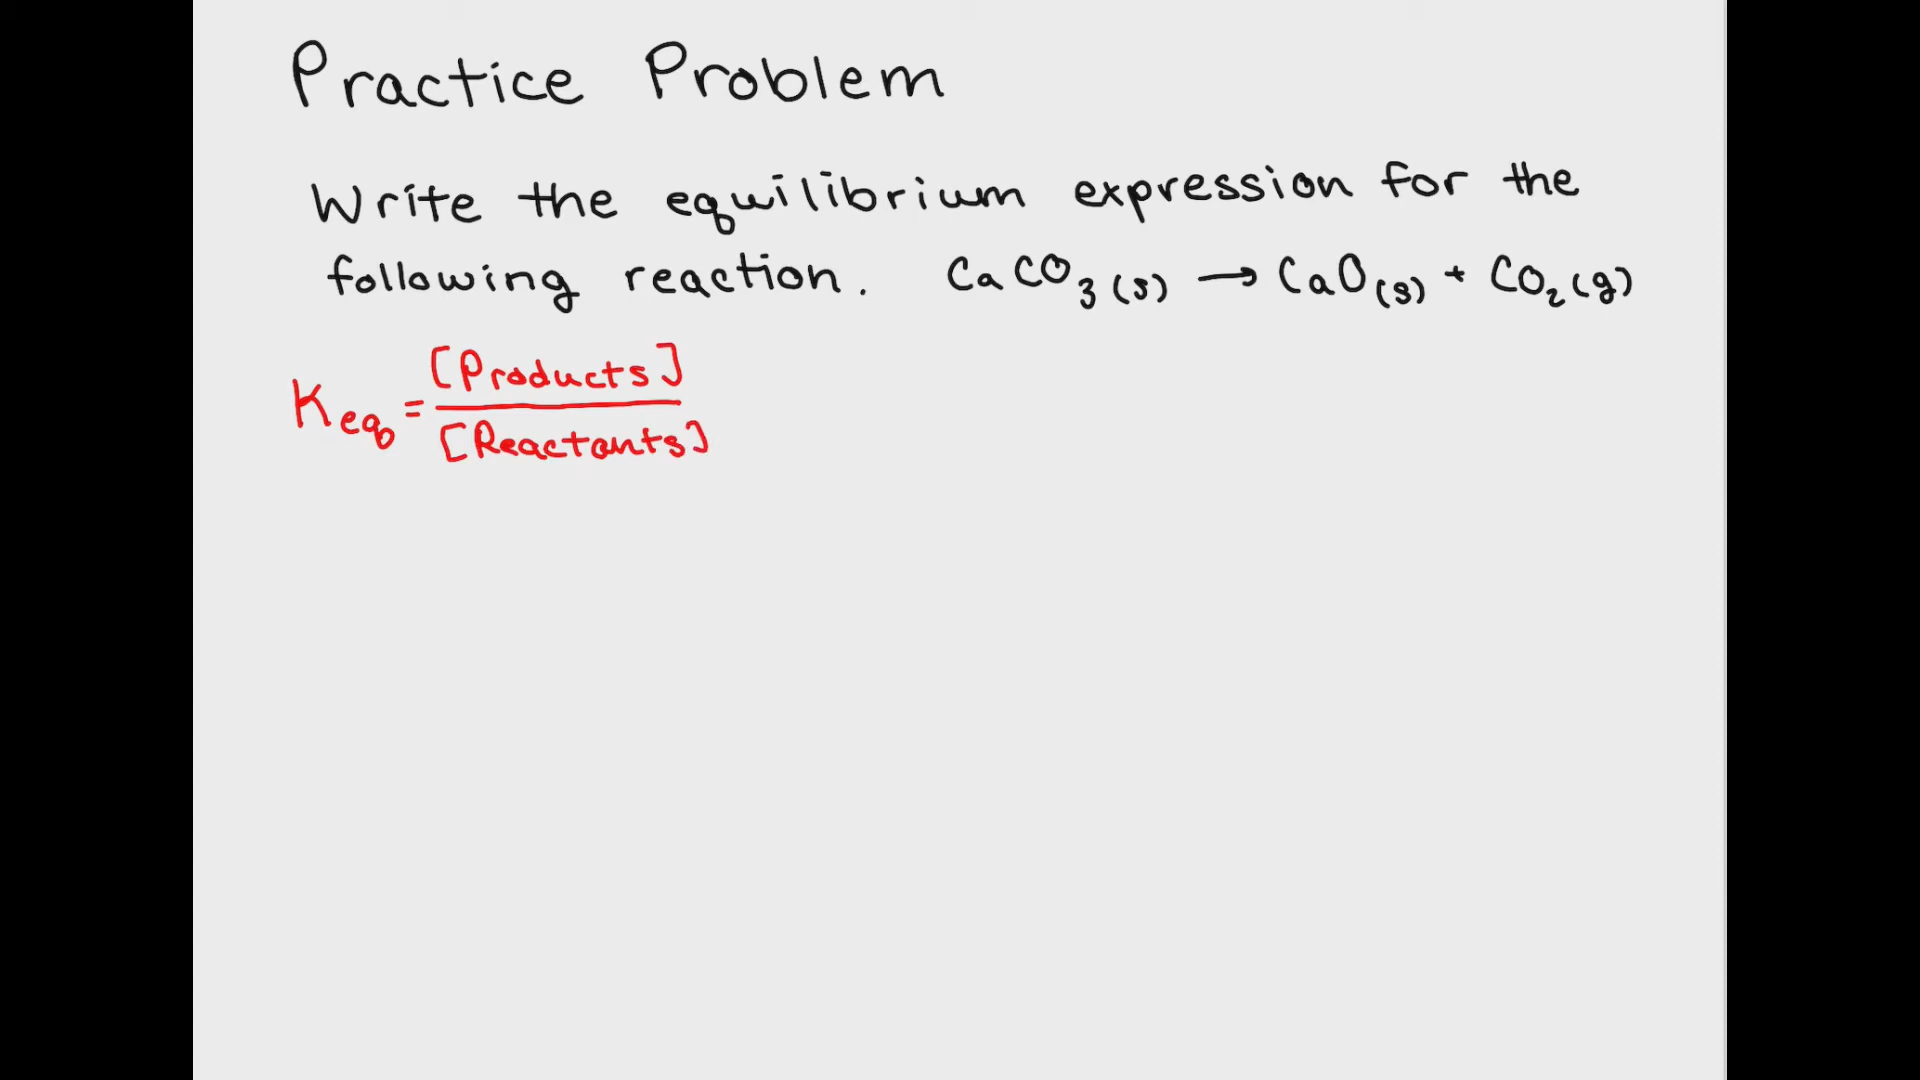 Practice Problem
Write the equilibrium expression for the
following reaction. CaCO₃(s) → CaO(s) + CO₂(g)
Keq = [Products]
[Reactants]